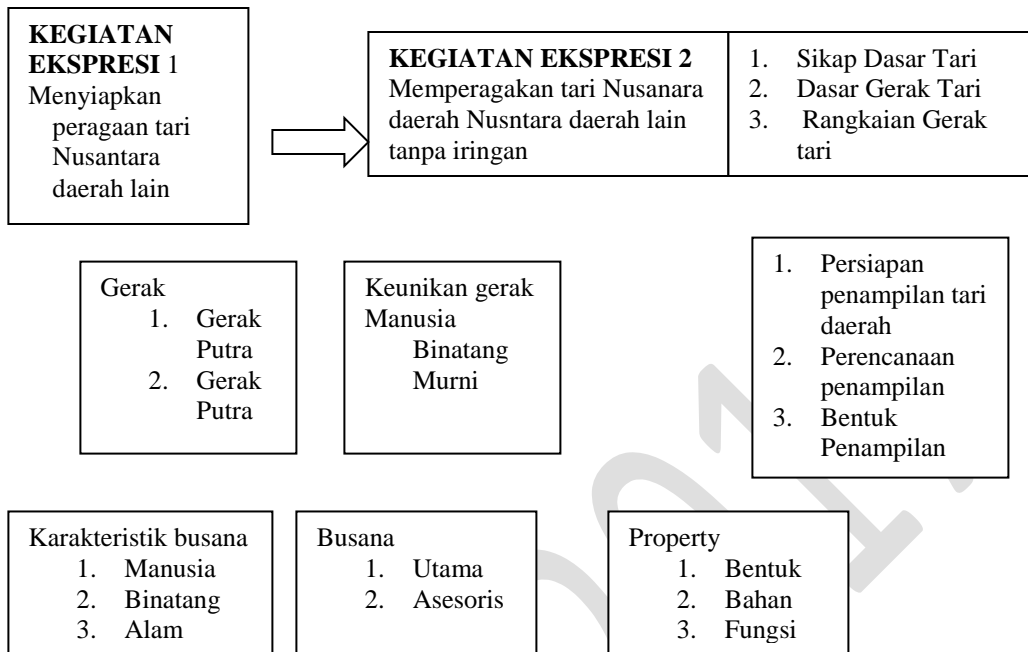 KEGIATAN
EKSPRESI 1
Menyiapkan
peragaan tari
Nusantara
daerah lain
KEGIATAN EKSPRESI 2
Memperagakan tari Nusanara
daerah Nusntara daerah lain
tanpa iringan
1. Sikap Dasar Tari
2. Dasar Gerak Tari
3. Rangkaian Gerak
tari
Gerak
1. Gerak
Putra
2. Gerak
Putra
Keunikan gerak
Manusia
Binatang
Murni
1. Persiapan
penampilan tari
daerah
2. Perencanaan
penampilan
3. Bentuk
Penampilan
Karakteristik busana
1. Manusia
2. Binatang
3. Alam
Busana
1. Utama
2. Asesoris
Property
1. Bentuk
2. Bahan
3. Fungsi